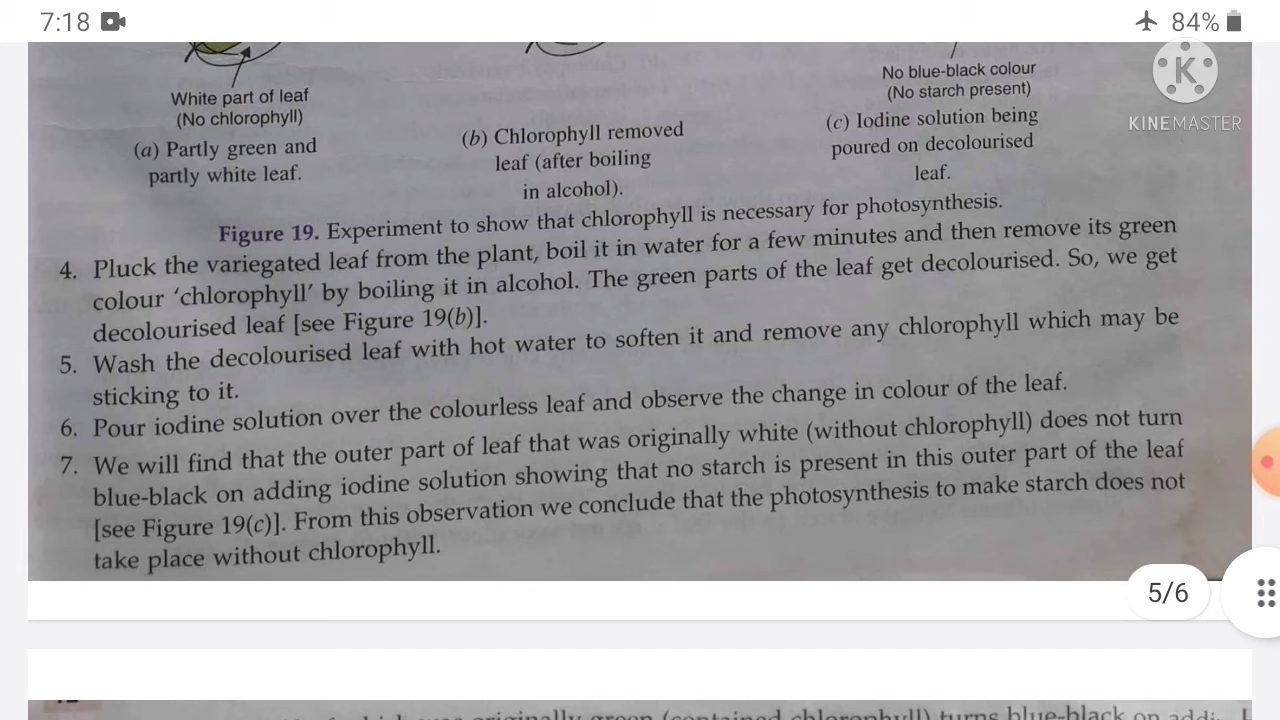 7:18
84%
KINEMASTER
White part of leaf
(No chlorophyll)
(a) Partly green and
partly white leaf.
(b) Chlorophyll removed
leaf (after boiling
in alcohol).
No blue-black colour
(No starch present)
(c) Iodine solution being
poured on decolourised
leaf.
Figure 19. Experiment to show that chlorophyll is necessary for photosynthesis.
4. Pluck the variegated leaf from the plant, boil it in water for a few minutes and then remove its green
colour ‘chlorophyll’ by boiling it in alcohol. The green parts of the leaf get decolourised. So, we get
decolourised leaf [see Figure 19(b)].
5. Wash the decolourised leaf with hot water to soften it and remove any chlorophyll which may be
sticking to it.
6. Pour iodine solution over the colourless leaf and observe the change in colour of the leaf.
7. We will find that the outer part of leaf that was originally white (without chlorophyll) does not turn
blue-black on adding iodine solution showing that no starch is present in this outer part of the leaf
[see Figure 19(c)]. From this observation we conclude that the photosynthesis to make starch does not
take place without chlorophyll.
5/6
originally green (contained chlorophyll) turns blue-black on